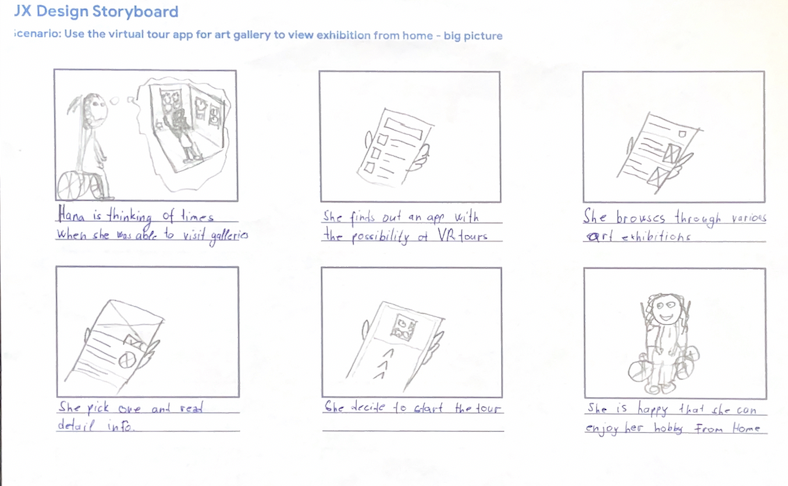 UX Design Storyboard
scenario: Use the virtual tour app for art gallery to view exhibition from home - big picture
Hana is thinking of times
when she was able to visit galleries
She finds out an app with
the possibility of VR tours
She browses through various
art exhibitions
She pick one and read
detail info.
She decide to start the tour
She is happy that she can
enjoy her hobby From Home